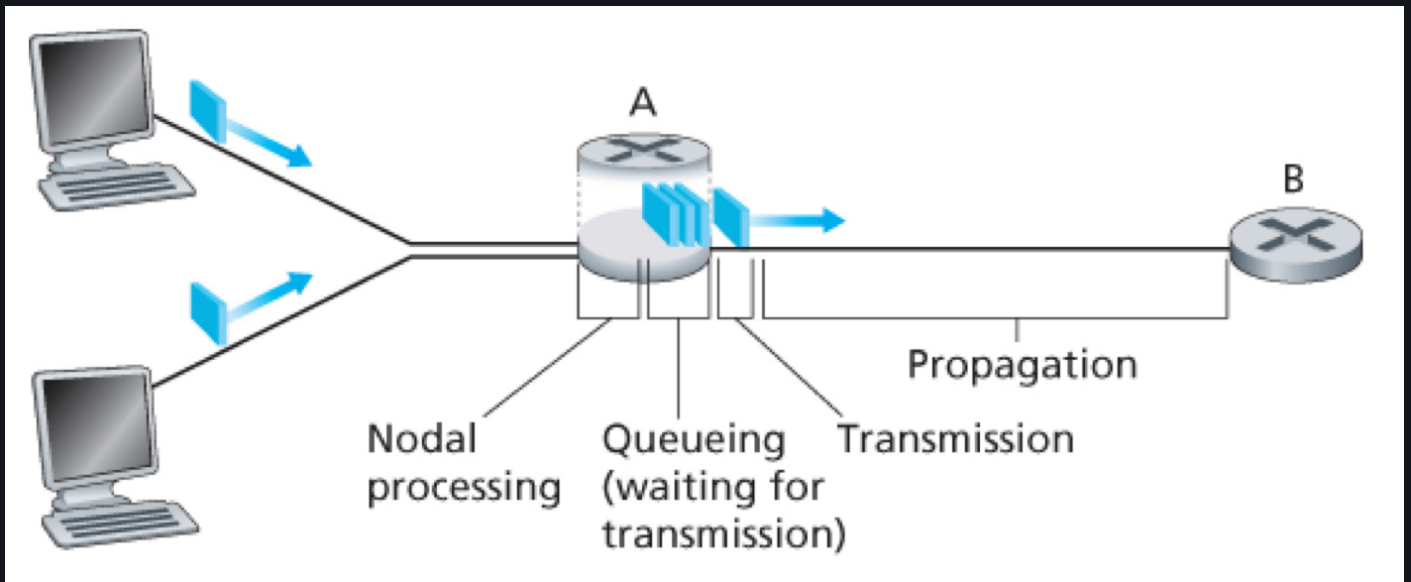 A
B
Propagation
Nodal
processing
Queueing
(waiting for
transmission)
Transmission